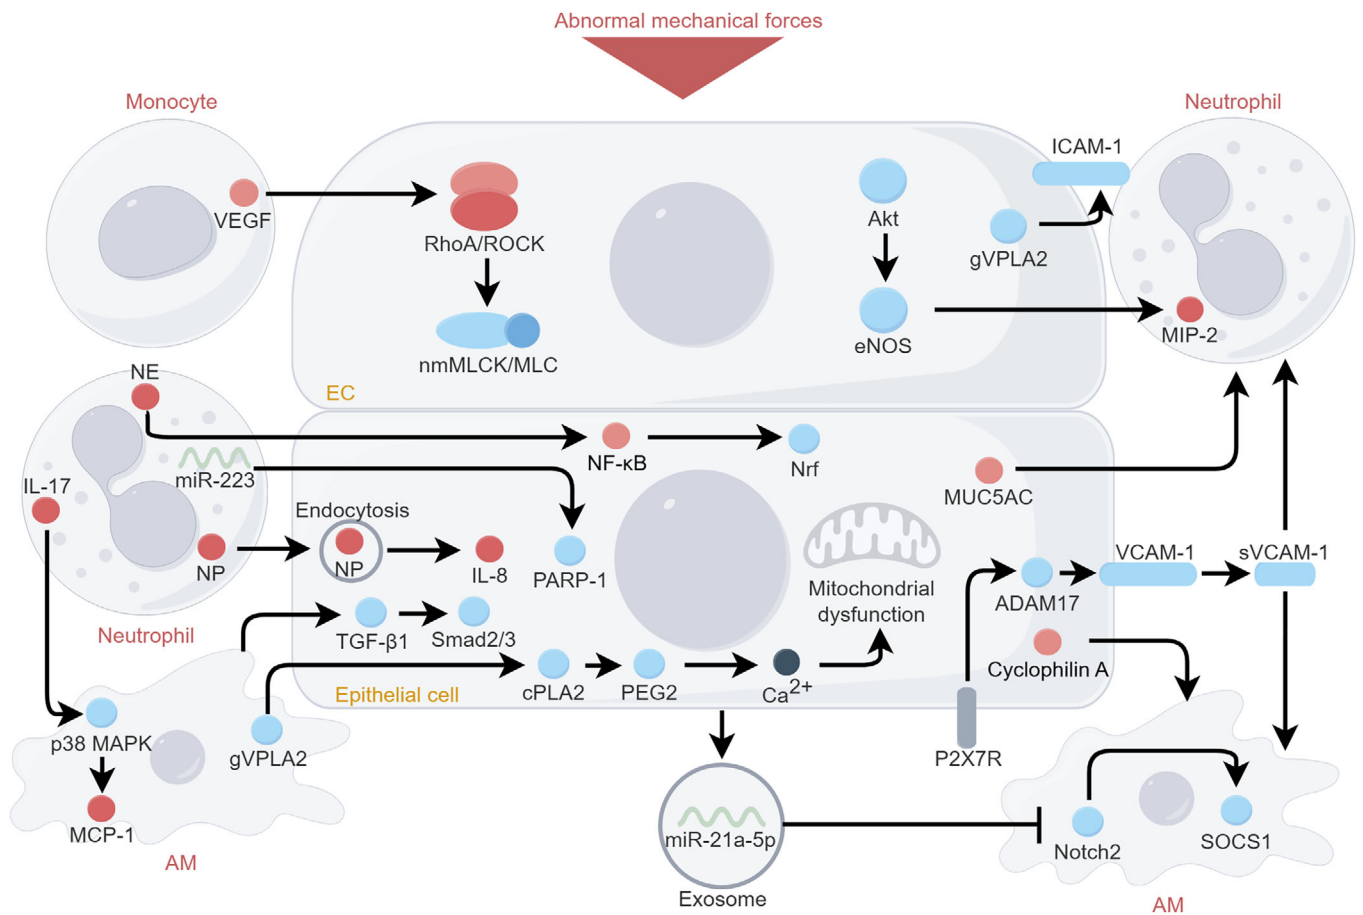 Abnormal mechanical forces
Monocyte
Neutrophil
ICAM-1
VEGF
RhoA/ROCK
Akt
gVPLA2
nmMLCK/MLC
eNOS
MIP-2
EC
NE
NF-κB
Nrf
miR-223
IL-17
MUC5AC
Endocytosis
NP
NP
IL-8
PARP-1
Mitochondrial
dysfunction
VCAM-1
sVCAM-1
ADAM17
Neutrophil
TGF-β1
Smad2/3
Cyclophilin A
Epithelial cell
cPLA2
PEG2
Ca2+
p38 MAPK
gVPLA2
P2X7R
MCP-1
miR-21a-5p
Notch2
SOCS1
AM
Exosome
AM